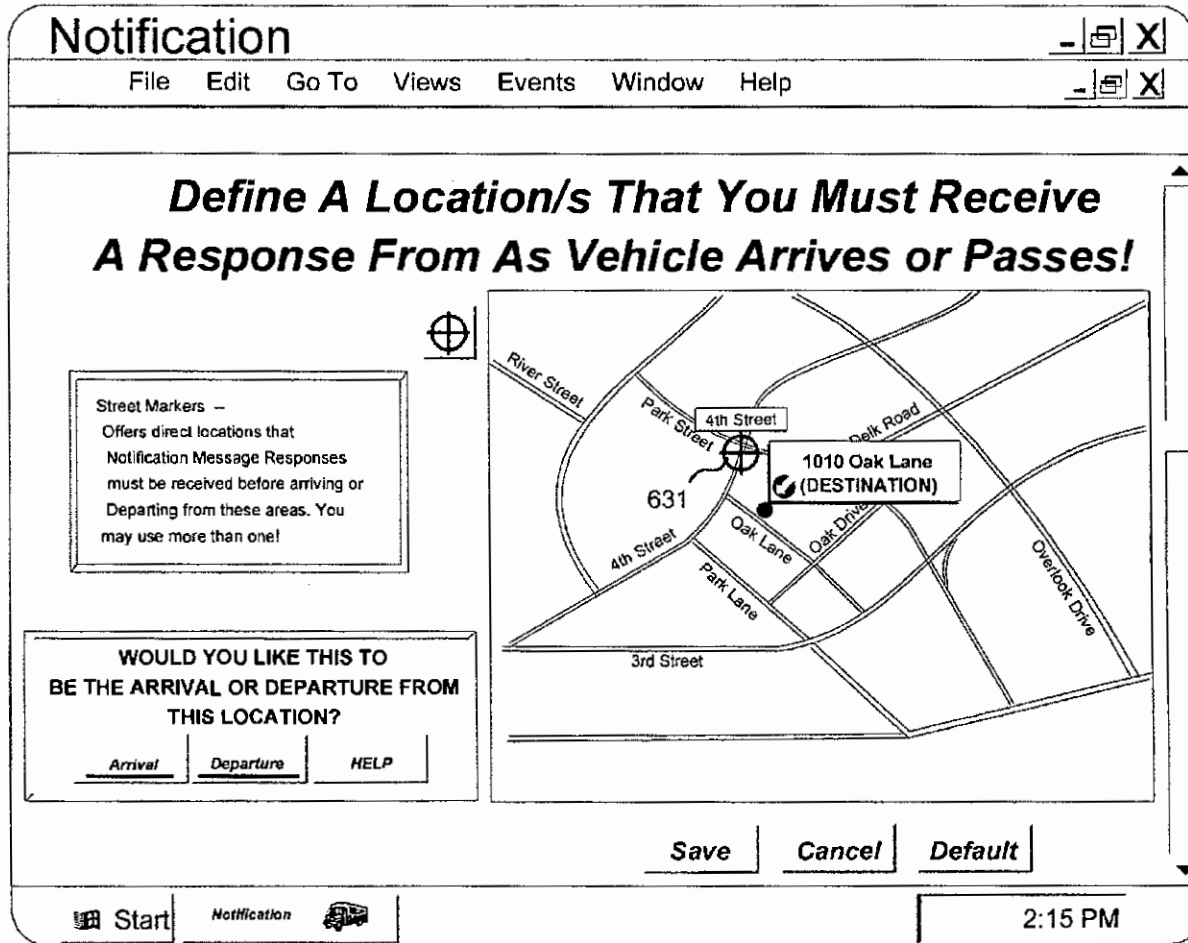 Notification
File Edit Go To Views Events Window Help
Define A Location/s That You Must Receive
A Response From As Vehicle Arrives or Passes!
Street Markers –
Offers direct locations that
Notification Message Responses
must be received before arriving or
Departing from these areas. You
may use more than one!
WOULD YOU LIKE THIS TO
BE THE ARRIVAL OR DEPARTURE FROM
THIS LOCATION?
Arrival Departure HELP
River Street
Park Street
4th Street
Delk Road
1010 Oak Lane
(DESTINATION)
631
Oak Lane
Oak Drive
4th Street
Park Lane
Overlook Drive
3rd Street
Save Cancel Default
Start Notification 2:15 PM